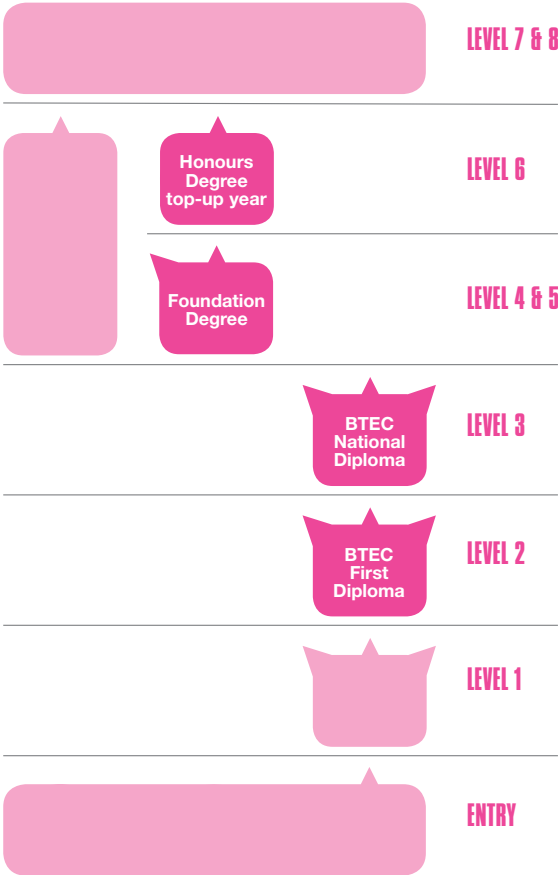 LEVEL 7 & 8
Honours
Degree
top-up year
LEVEL 6
Foundation
Degree
LEVEL 4 & 5
BTEC
National
Diploma
LEVEL 3
BTEC
First
Diploma
LEVEL 2
LEVEL 1
ENTRY